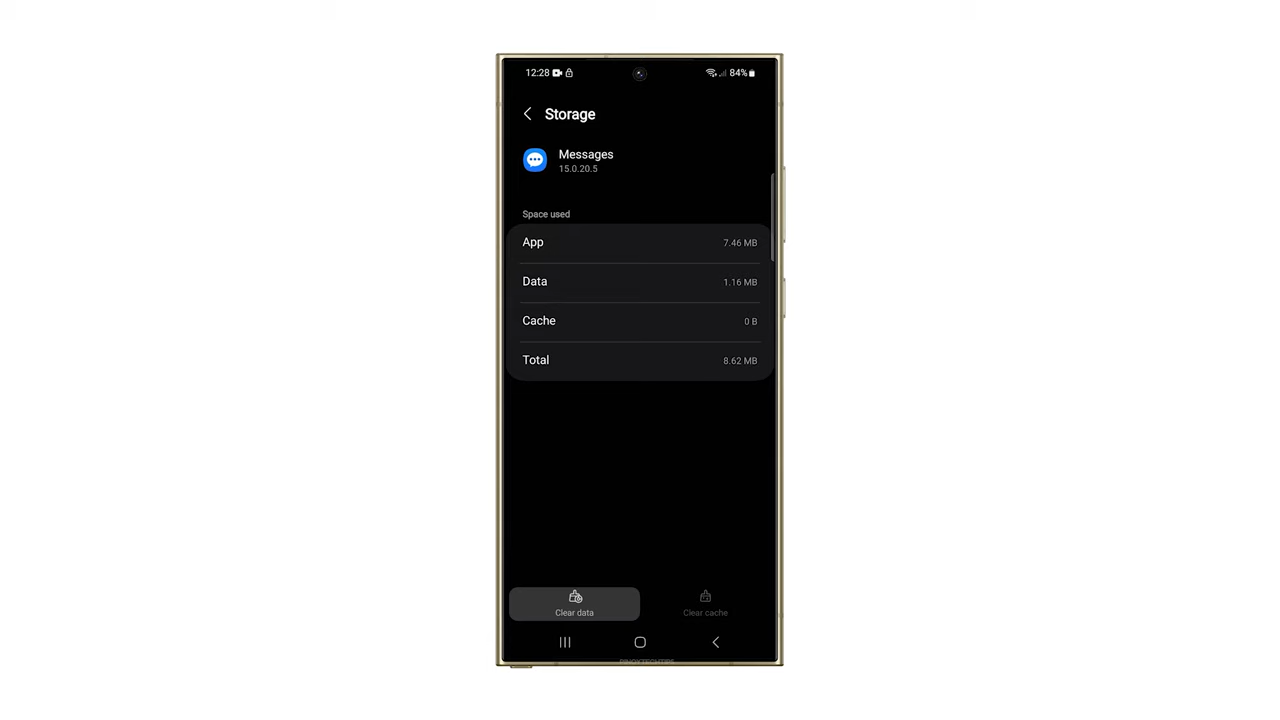 12:28 84%
Storage
Messages
15.0.20.5
Space used
App 7.46 MB
Data 1.16 MB
Cache 0 B
Total 8.62 MB
Clear data Clear cache